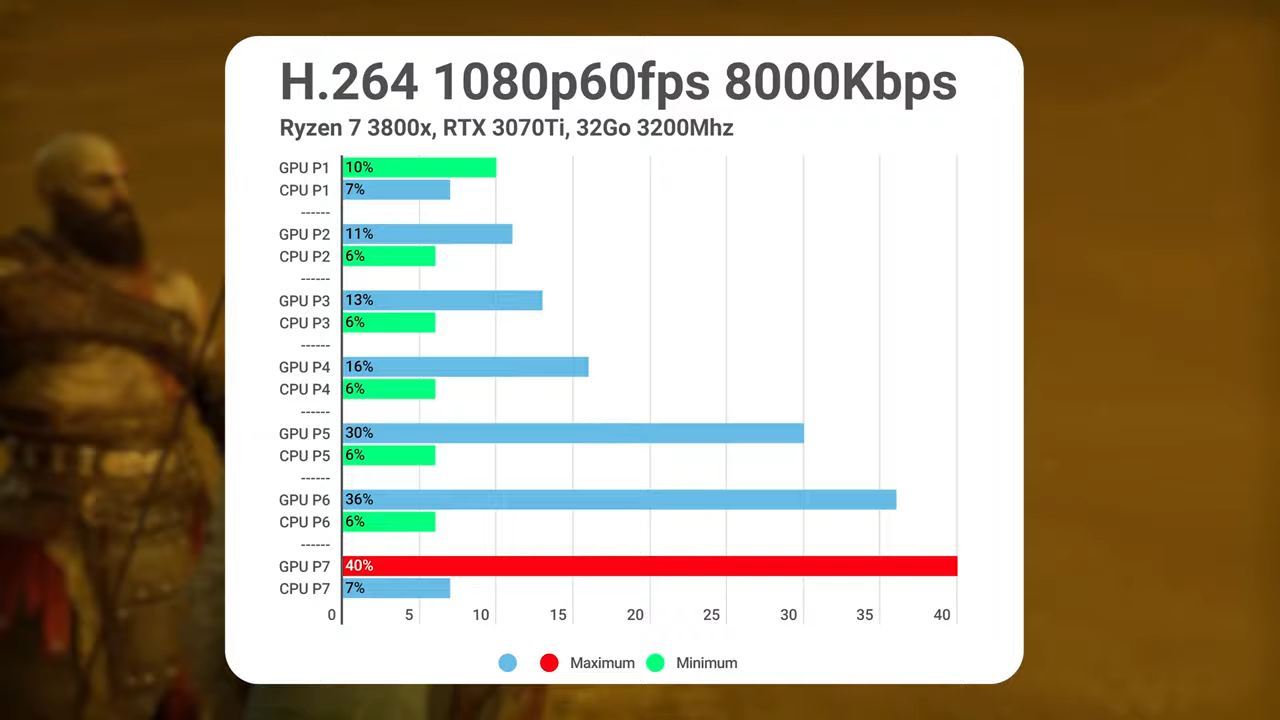 H.264 1080p60fps 8000Kbps
Ryzen 7 3800x, RTX 3070Ti, 32Go 3200Mhz
GPU P1 10%
CPU P1 7%
------
GPU P2 11%
CPU P2 6%
------
GPU P3 13%
CPU P3 6%
------
GPU P4 16%
CPU P4 6%
------
GPU P5 30%
CPU P5 6%
------
GPU P6 36%
CPU P6 6%
------
GPU P7 40%
CPU P7 7%
0 5 10 15 20 25 30 35 40
Maximum Minimum